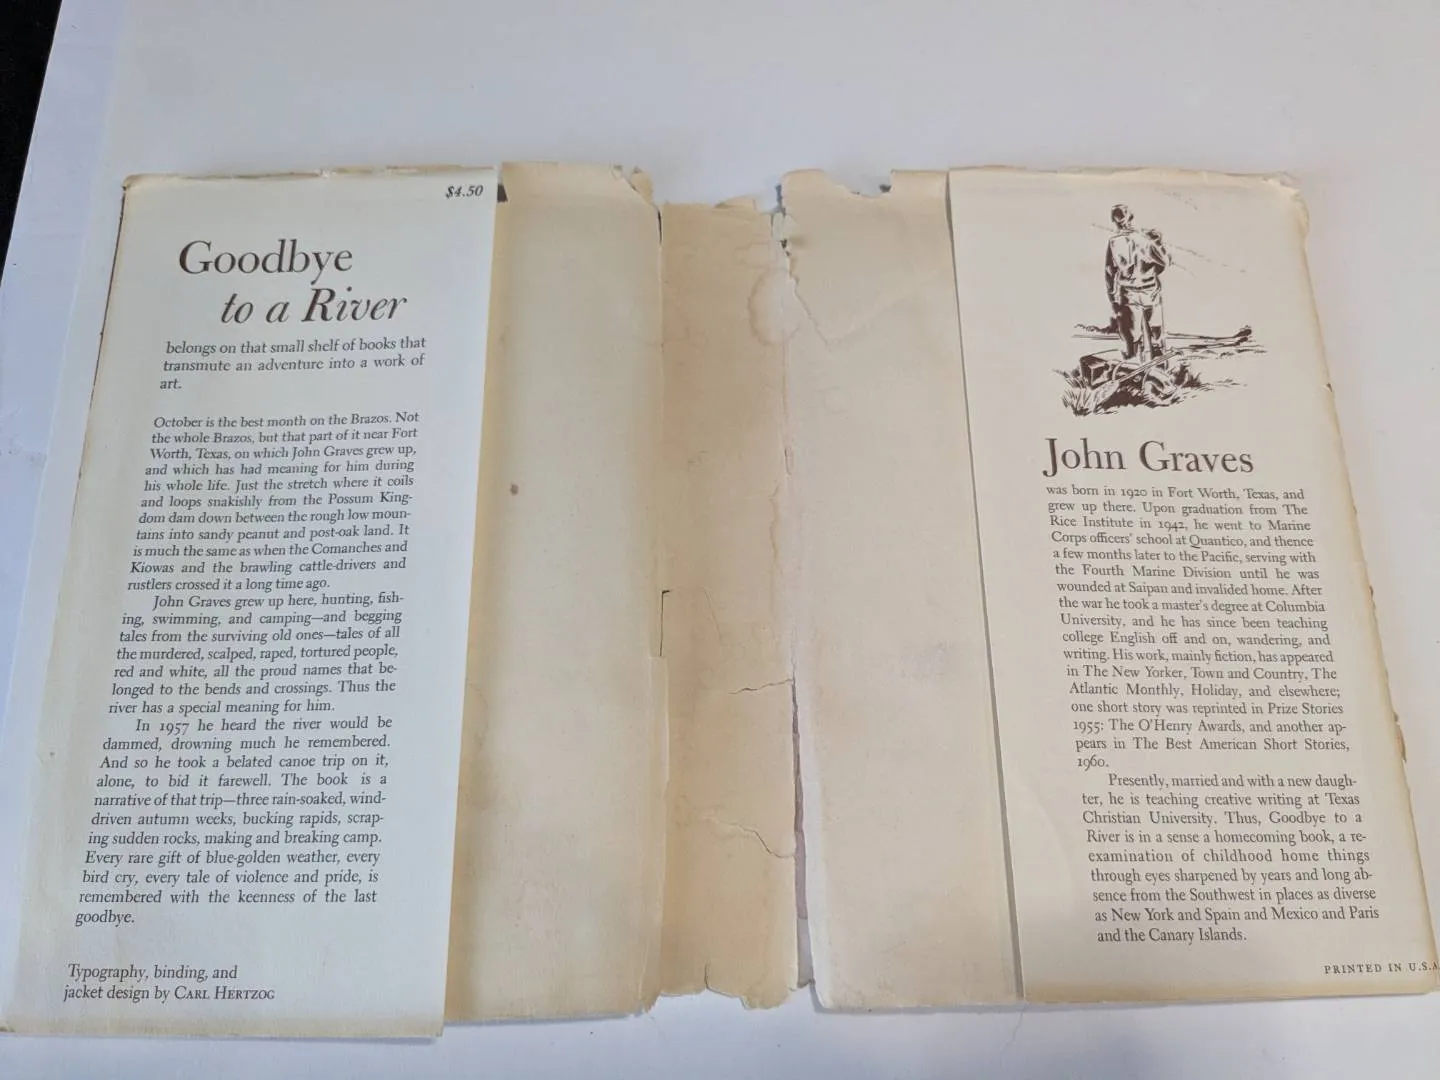 $4.50
Goodbye
to a River
belongs on that small shelf of books that
transmute an adventure into a work of
art.
October is the best month on the Brazos. Not
the whole Brazos, but that part of it near Fort
Worth, Texas, on which John Graves grew up,
and which has had meaning for him during
his whole life. Just the stretch where it coils
and loops snakishly from the Possum King-
dom dam down between the rough low moun-
tains into sandy peanut and post-oak land. It
is much the same as when the Comanches and
Kiowas and the brawling cattle-drivers and
rustlers crossed it a long time ago.
John Graves grew up here, hunting, fish-
ing, swimming, and camping—and begging
tales from the surviving old ones—tales of all
the murdered, scalped, raped, tortured people,
red and white, all the proud names that be-
longed to the bends and crossings. Thus the
river has a special meaning for him.
In 1957 he heard the river would be
dammed, drowning much he remembered.
And so he took a belated canoe trip on it,
alone, to bid it farewell. The book is a
narrative of that trip—three rain-soaked, wind-
driven autumn weeks, bucking rapids, scrap-
ing sudden rocks, making and breaking camp.
Every rare gift of blue-golden weather, every
bird cry, every tale of violence and pride, is
remembered with the keenness of the last
goodbye.
Typography, binding, and
jacket design by CARL HERTZOG
John Graves
was born in 1920 in Fort Worth, Texas, and
grew up there. Upon graduation from The
Rice Institute in 1942, he went to Marine
Corps officers' school at Quantico, and thence
a few months later to the Pacific, serving with
the Fourth Marine Division until he was
wounded at Saipan and invalided home. After
the war he took a master's degree at Columbia
University, and he has since been teaching
college English off and on, wandering, and
writing. His work, mainly fiction, has appeared
in The New Yorker, Town and Country, The
Atlantic Monthly, Holiday, and elsewhere;
one short story was reprinted in Prize Stories
1955: The O'Henry Awards, and another ap-
pears in The Best American Short Stories,
1960.
Presently, married and with a new daugh-
ter, he is teaching creative writing at Texas
Christian University. Thus, Goodbye to a
River is in a sense a homecoming book, a re-
examination of childhood home things
through eyes sharpened by years and long ab-
sence from the Southwest in places as diverse
as New York and Spain and Mexico and Paris
and the Canary Islands.
PRINTED IN U.S.A.